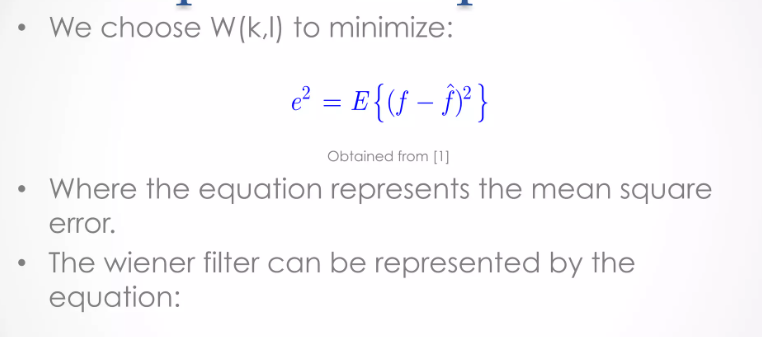 • We choose W(k,l) to minimize:
e² = E{(f − f̂)²}
Obtained from [1]
• Where the equation represents the mean square
error.
• The wiener filter can be represented by the
equation: